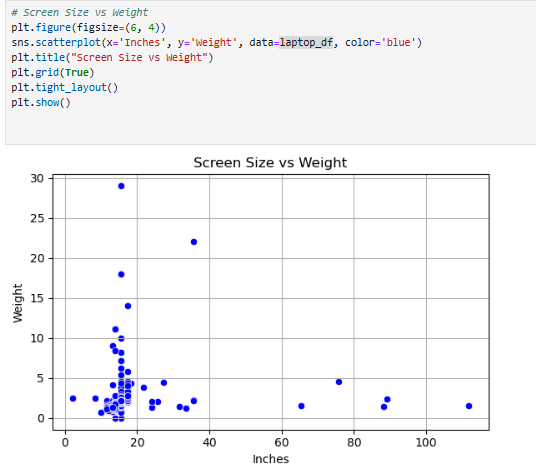 # Screen Size vs Weight
plt.figure(figsize=(6, 4))
sns.scatterplot(x='Inches', y='Weight', data=laptop_df, color='blue')
plt.title("Screen Size vs Weight")
plt.grid(True)
plt.tight_layout()
plt.show()
Screen Size vs Weight
30
25
20
15
10
5
0
Weight
0 20 40 60 80 100
Inches